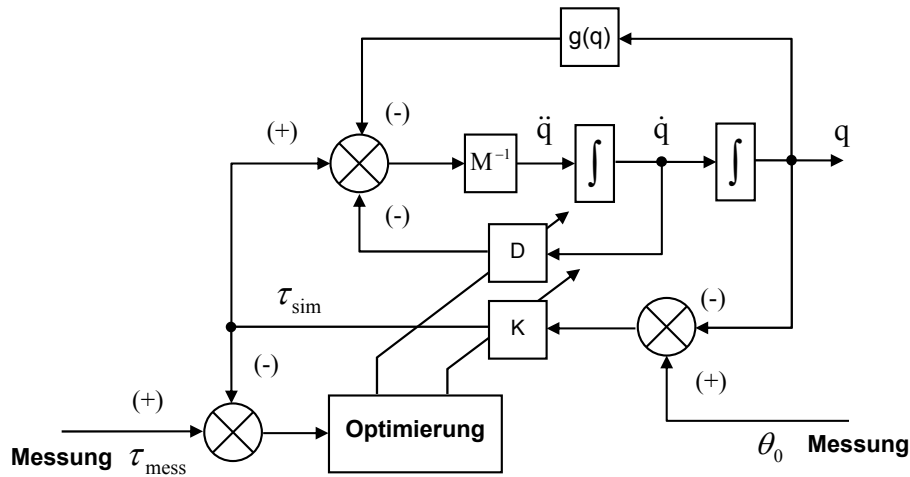 g(q)
(-)
(+)
M⁻¹
q̈
∫
q̇
∫
q
(-)
D
τ_sim
K
(-)
(-)
(+)
(+)
Optimierung
Messung τ_mess
θ₀ Messung